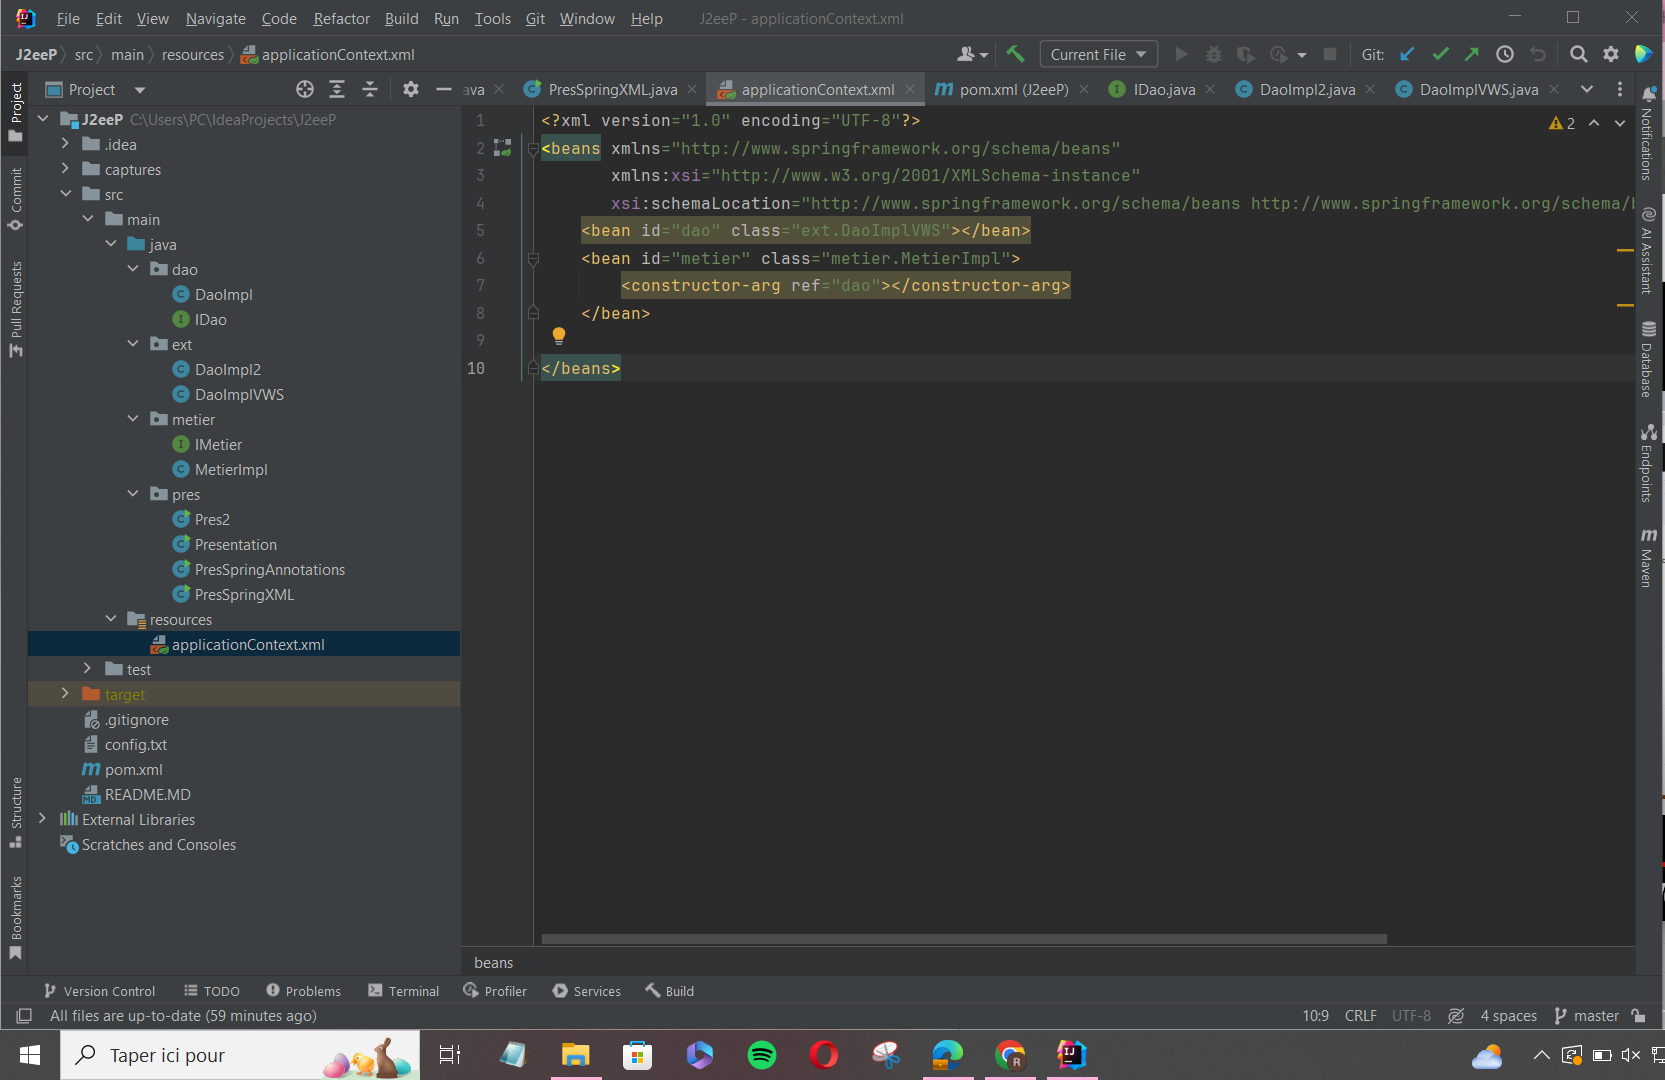 File Edit View Navigate Code Refactor Build Run Tools Git Window Help J2eeP - applicationContext.xml
J2eeP src main resources applicationContext.xml Current File Git:
Project ava PresSpringXML.java applicationContext.xml pom.xml (J2eeP) IDao.java DaoImpl2.java DaoImplVWS.java
J2eeP C:\Users\PC\IdeaProjects\J2eeP
.idea
captures
src
main
java
dao
DaoImpl
IDao
ext
DaoImpl2
DaoImplVWS
metier
IMetier
MetierImpl
pres
Pres2
Presentation
PresSpringAnnotations
PresSpringXML
resources
applicationContext.xml
test
target
.gitignore
config.txt
pom.xml
README.MD
External Libraries
Scratches and Consoles
Project
Commit
Pull Requests
Structure
Bookmarks
1 <?xml version="1.0" encoding="UTF-8"?>
2 <beans xmlns="http://www.springframework.org/schema/beans"
3 xmlns:xsi="http://www.w3.org/2001/XMLSchema-instance"
4 xsi:schemaLocation="http://www.springframework.org/schema/beans http://www.springframework.org/schema/b
5 <bean id="dao" class="ext.DaoImplVWS"></bean>
6 <bean id="metier" class="metier.MetierImpl">
7 <constructor-arg ref="dao"></constructor-arg>
8 </bean>
9
10 </beans>
2
Notifications
AI Assistant
Database
Endpoints
Maven
beans
Version Control TODO Problems Terminal Profiler Services Build
All files are up-to-date (59 minutes ago) 10:9 CRLF UTF-8 4 spaces master
Taper ici pour